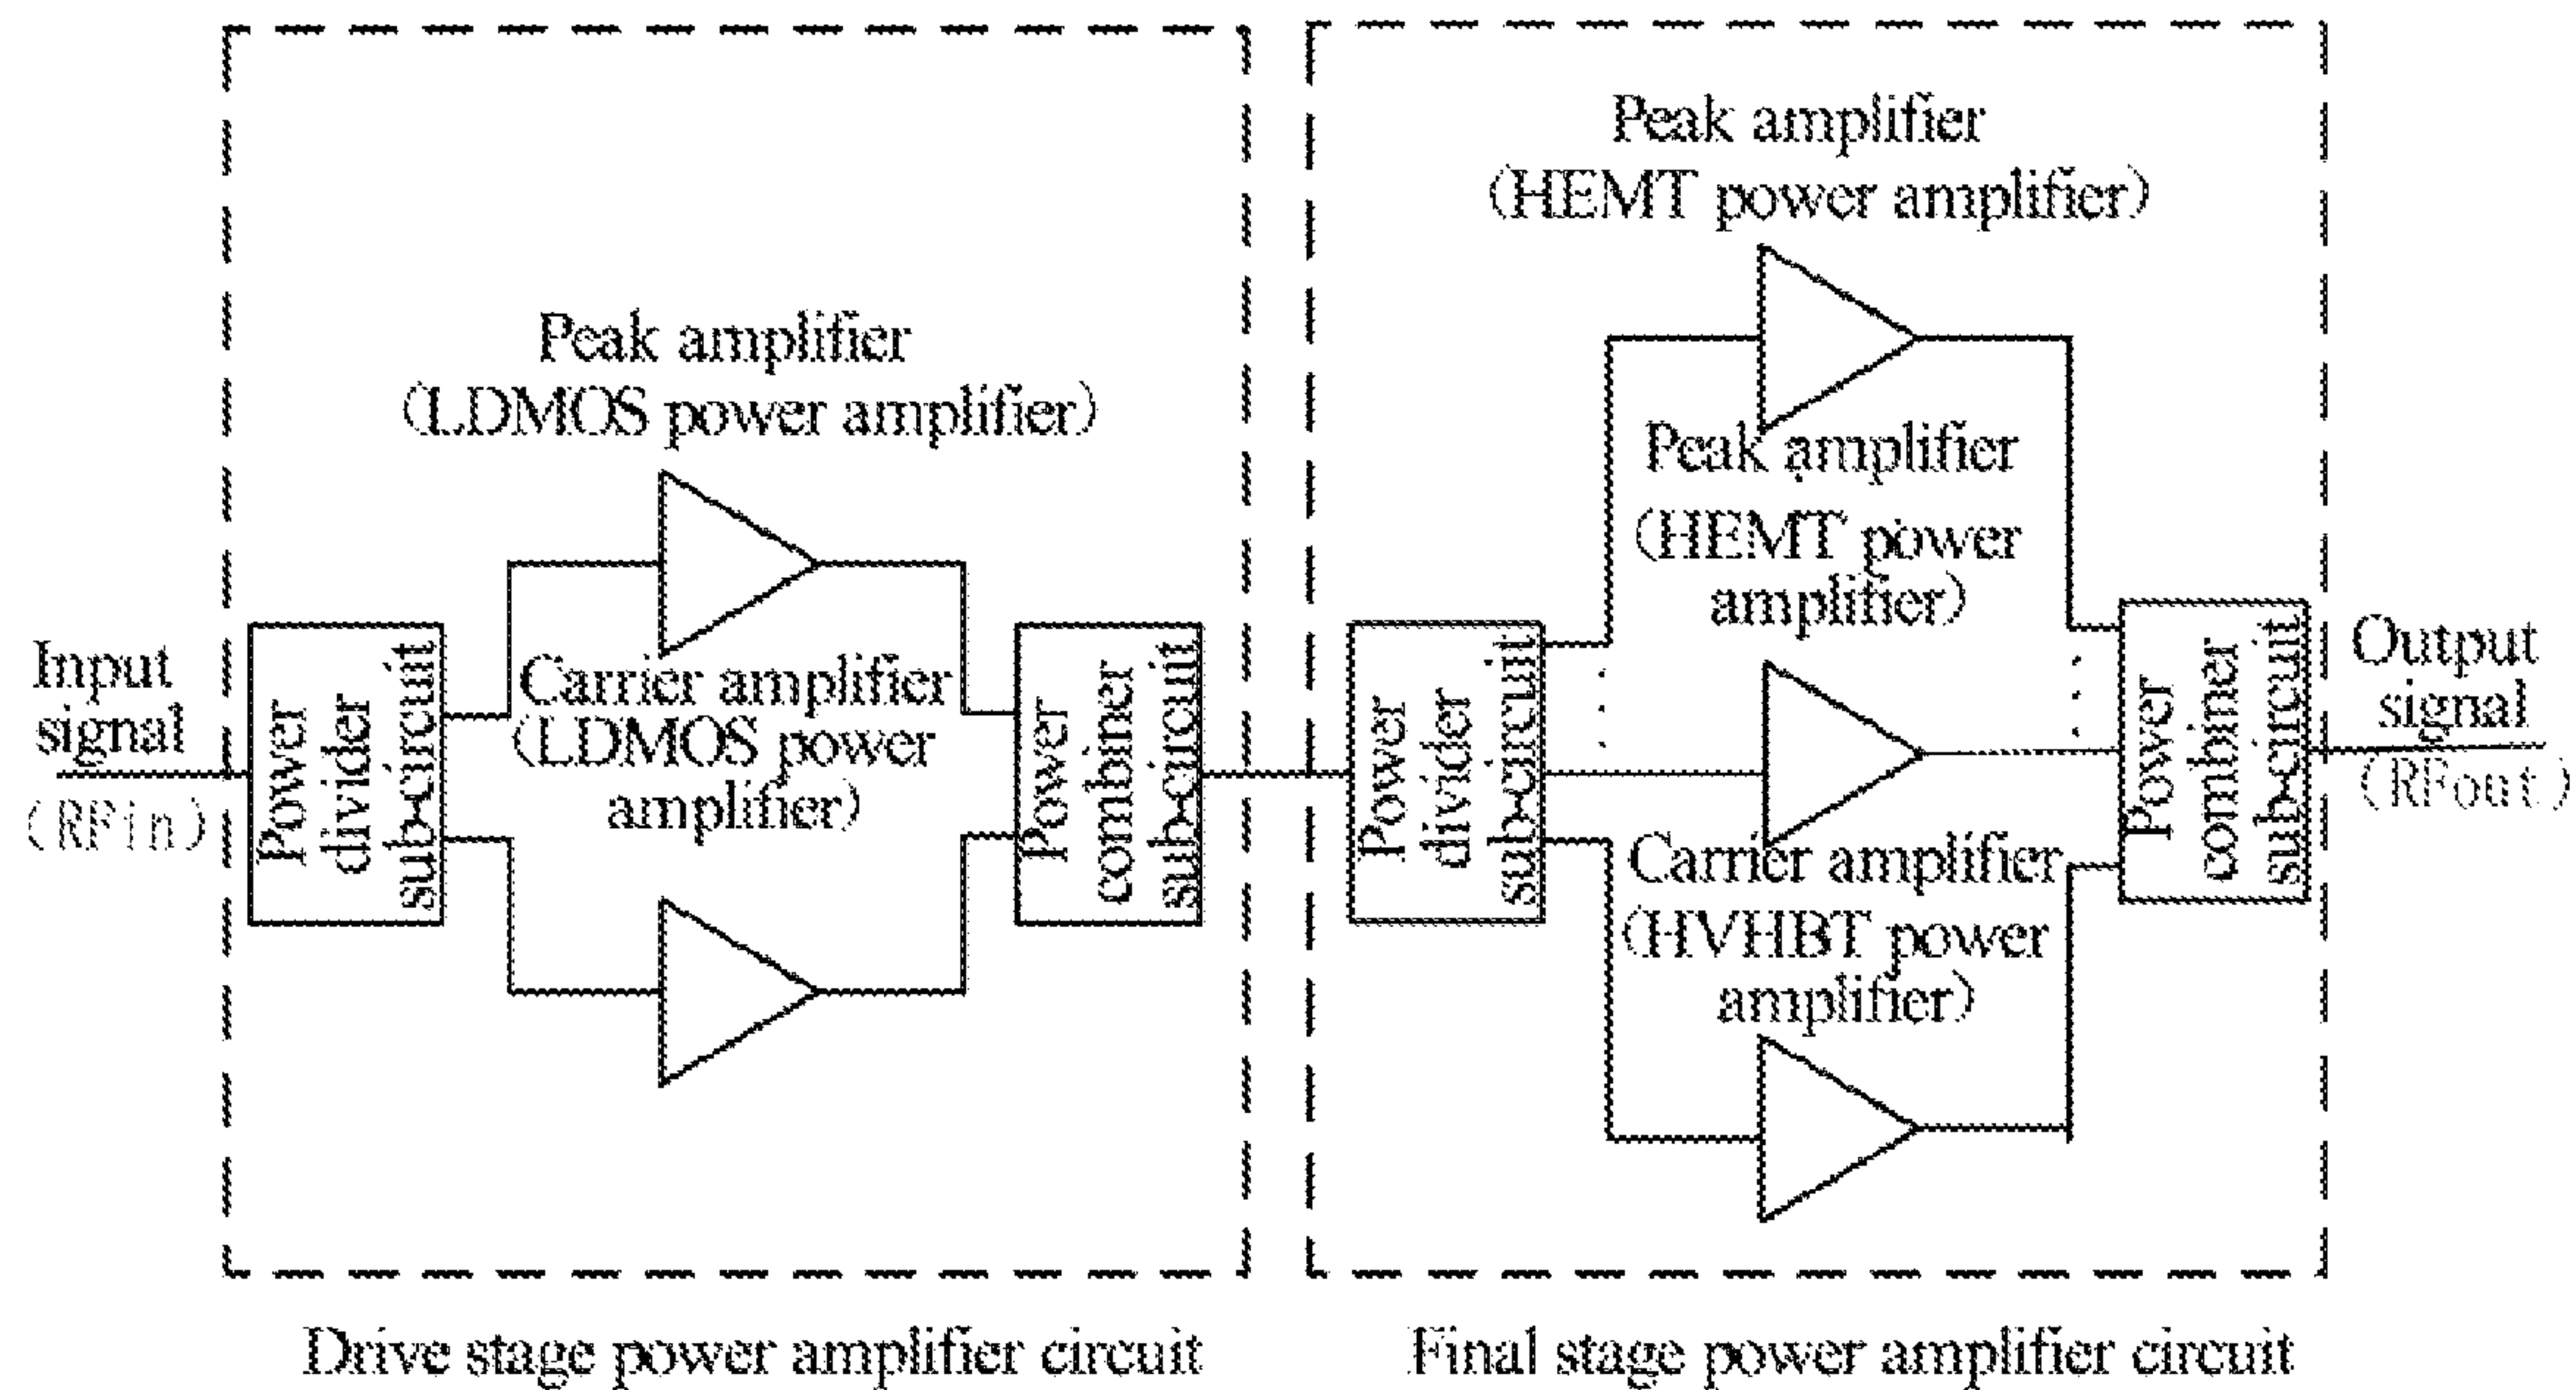 Input
signal
(RFin)
Power
divider
sub-circuit
Peak amplifier
(LDMOS power amplifier)
Carrier amplifier
(LDMOS power
amplifier)
Power
combiner
sub-circuit
Drive stage power amplifier circuit
Power
divider
sub-circuit
Peak amplifier
(HEMT power amplifier)
Peak amplifier
(HEMT power
amplifier)
Carrier amplifier
(HVHBT power
amplifier)
Power
combiner
sub-circuit
Output
signal
(RFout)
Final stage power amplifier circuit